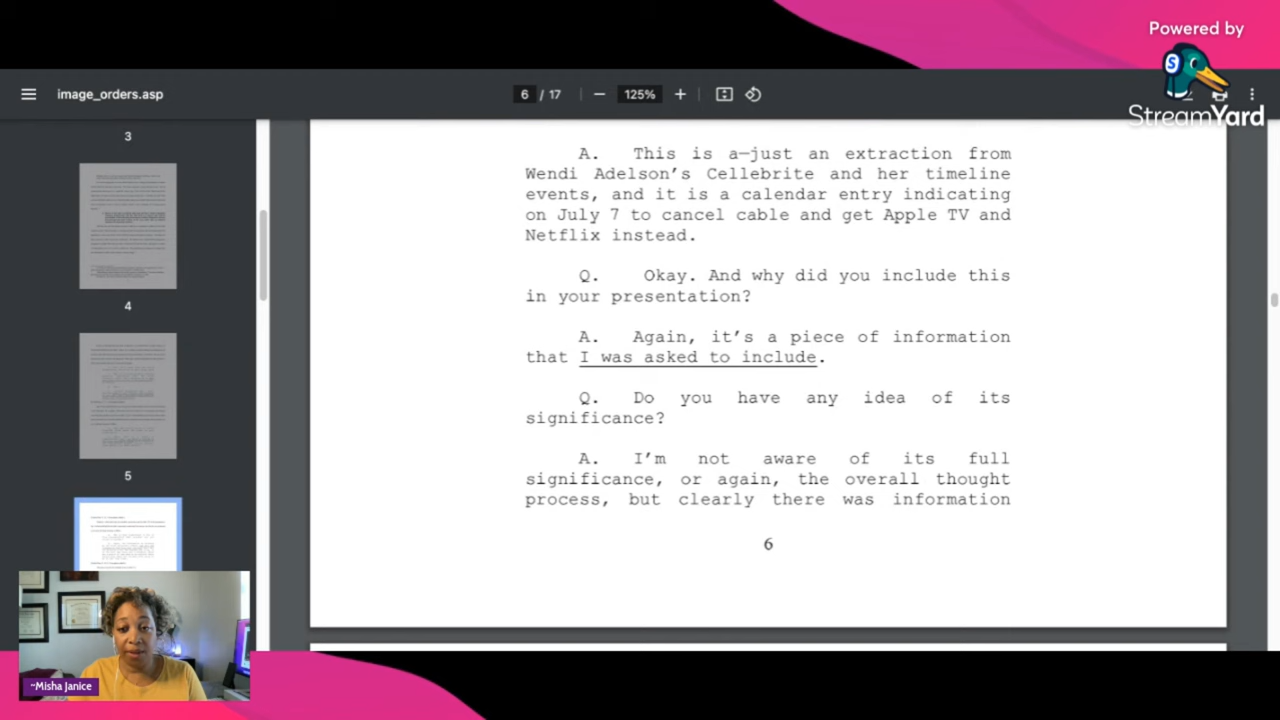 Powered by
S
StreamYard
image_orders.asp
6 / 17
125%
3
4
5
A. This is a—just an extraction from
Wendi Adelson's Cellebrite and her timeline
events, and it is a calendar entry indicating
on July 7 to cancel cable and get Apple TV and
Netflix instead.
Q. Okay. And why did you include this
in your presentation?
A. Again, it's a piece of information
that I was asked to include.
Q. Do you have any idea of its
significance?
A. I'm not aware of its full
significance, or again, the overall thought
process, but clearly there was information
6
~Misha Janice